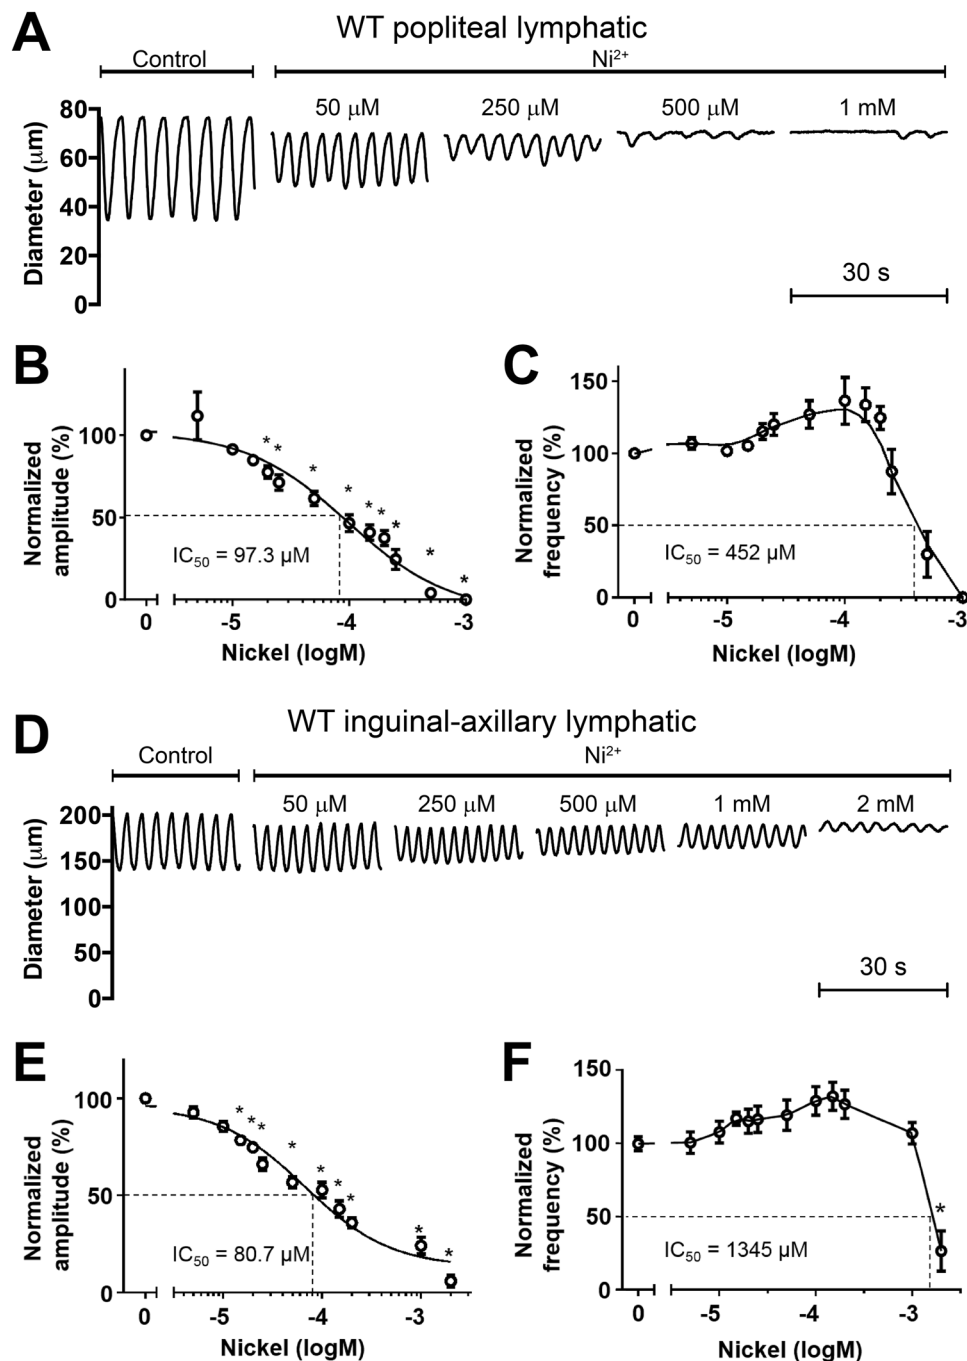 A
WT popliteal lymphatic
Control
Ni²⁺
50 μM
250 μM
500 μM
1 mM
Diameter (μm)
80
60
40
20
0
30 s
B
Normalized
amplitude (%)
100
50
0
* * * * * * * * *
IC₅₀ = 97.3 μM
0
-5
-4
-3
Nickel (logM)
C
Normalized
frequency (%)
150
100
50
0
IC₅₀ = 452 μM
0
-5
-4
-3
Nickel (logM)
D
WT inguinal-axillary lymphatic
Control
Ni²⁺
50 μM
250 μM
500 μM
1 mM
2 mM
Diameter (μm)
200
150
100
50
0
30 s
E
Normalized
amplitude (%)
100
50
0
* * * * * * * * *
IC₅₀ = 80.7 μM
0
-5
-4
-3
Nickel (logM)
F
Normalized
frequency (%)
150
100
50
0
*
IC₅₀ = 1345 μM
0
-5
-4
-3
Nickel (logM)